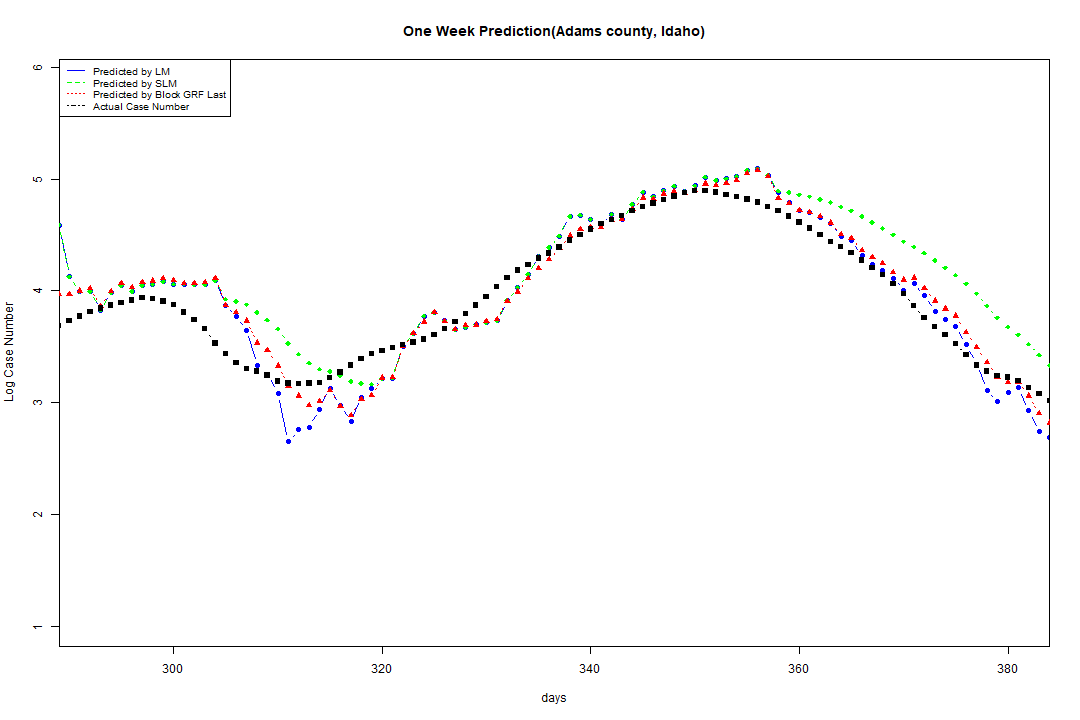 One Week Prediction(Adams county, Idaho)
Predicted by LM
Predicted by SLM
Predicted by Block GRF Last
Actual Case Number
6
5
4
3
2
1
Log Case Number
300 320 340 360 380
days